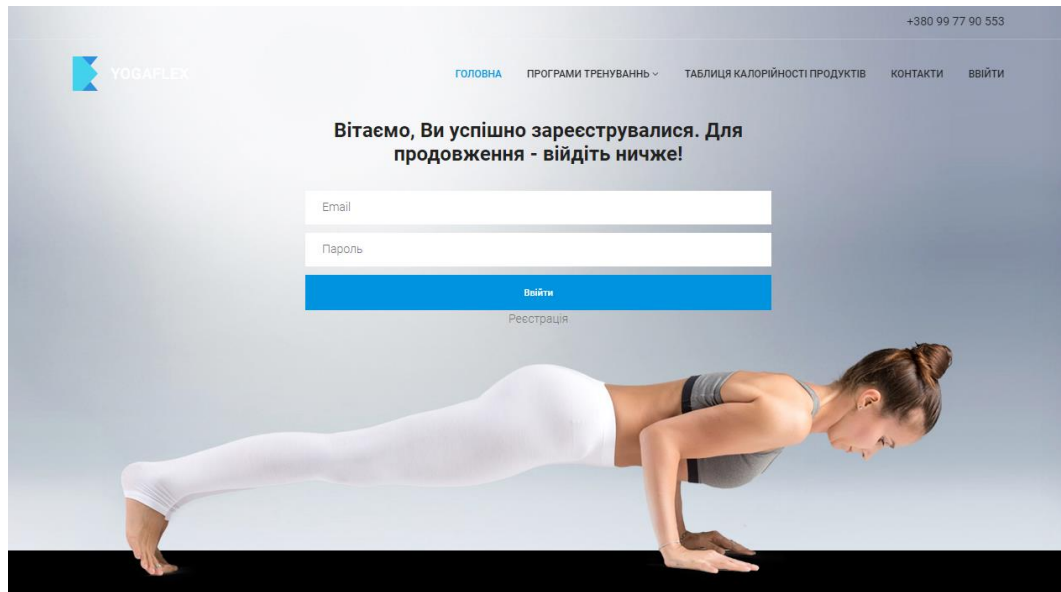 +380 99 77 90 553
YOGAFLEX
ГОЛОВНА ПРОГРАМИ ТРЕНУВАННЬ ТАБЛИЦЯ КАЛОРІЙНОСТІ ПРОДУКТІВ КОНТАКТИ ВВІЙТИ
Вітаємо, Ви успішно зареєструвалися. Для
продовження - війдіть ничже!
Email
Пароль
Ввійти
Реєстрація